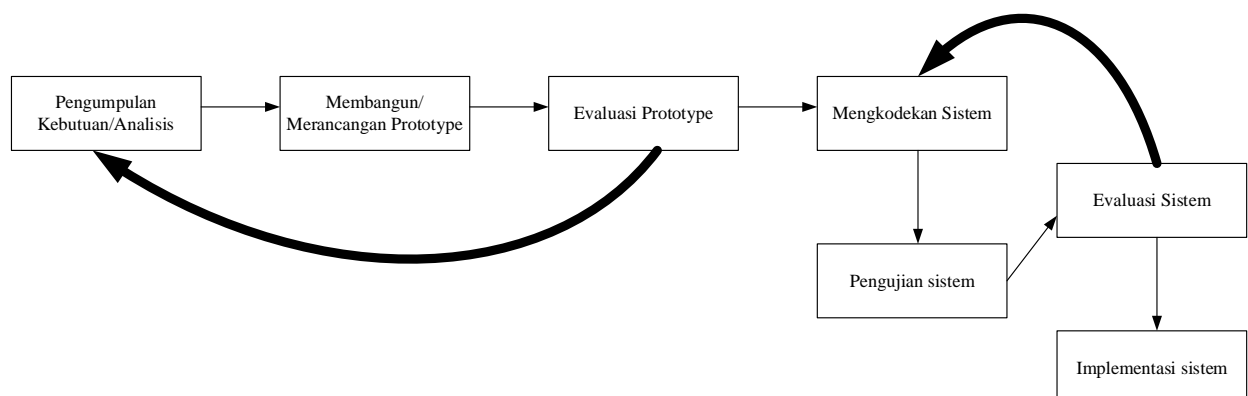 Pengumpulan
Kebutuan/Analisis
Membangun/
Merancangan Prototype
Evaluasi Prototype
Mengkodekan Sistem
Evaluasi Sistem
Pengujian sistem
Implementasi sistem